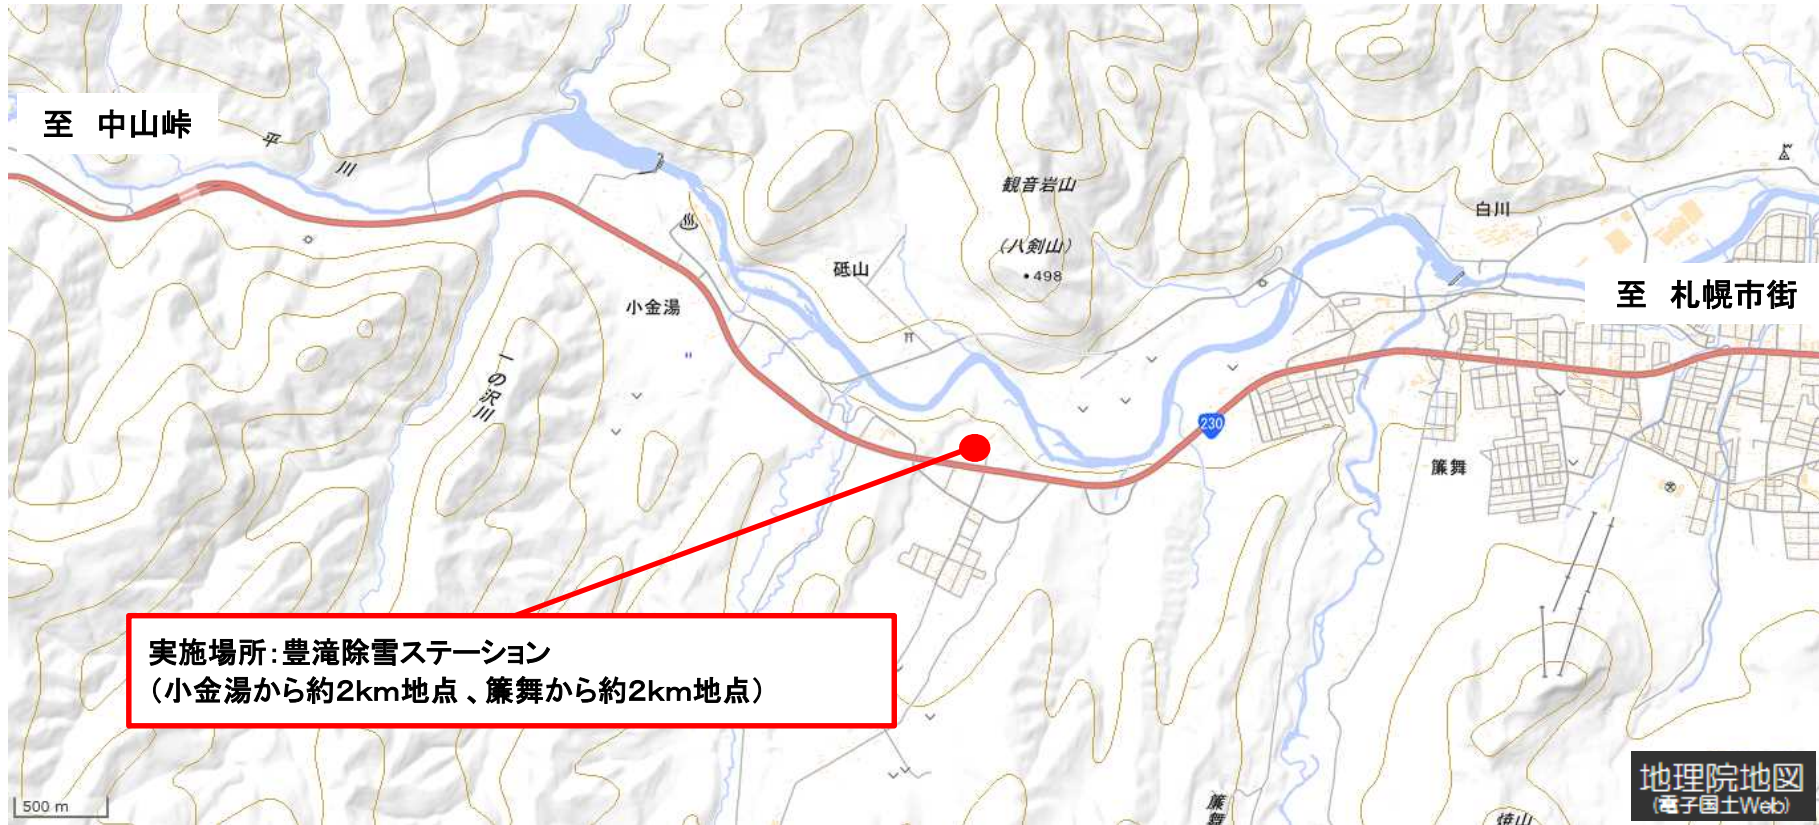 至 中山峠
平川
観音岩山
（八剣山）
498
砥山
小金湯
一の沢川
白川
至 札幌市街
230
簾舞
実施場所：豊滝除雪ステーション
（小金湯から約2km地点、簾舞から約2km地点）
500 m
簾舞
焼山
地理院地図
(電子国土Web)